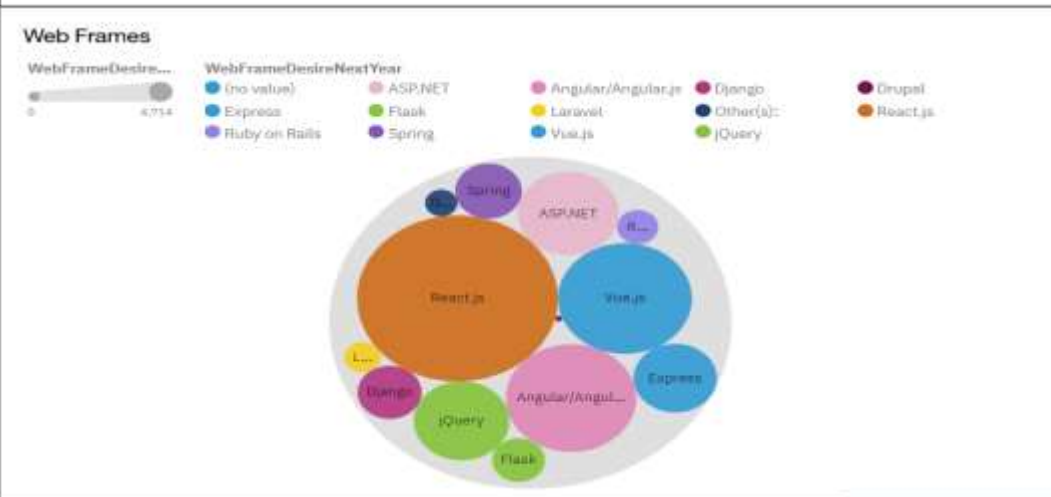 Web Frames
WebFrameDesire...
0
4,714
WebFrameDesireNextYear
(no value) ASP.NET Angular/Angular.js Django Drupal
Express Flask Laravel Other(s): React.js
Ruby on Rails Spring Vue.js jQuery
Spring
ASP.NET
R...
React.js
Vue.js
L...
Django
Express
Angular/Angul...
jQuery
Flask